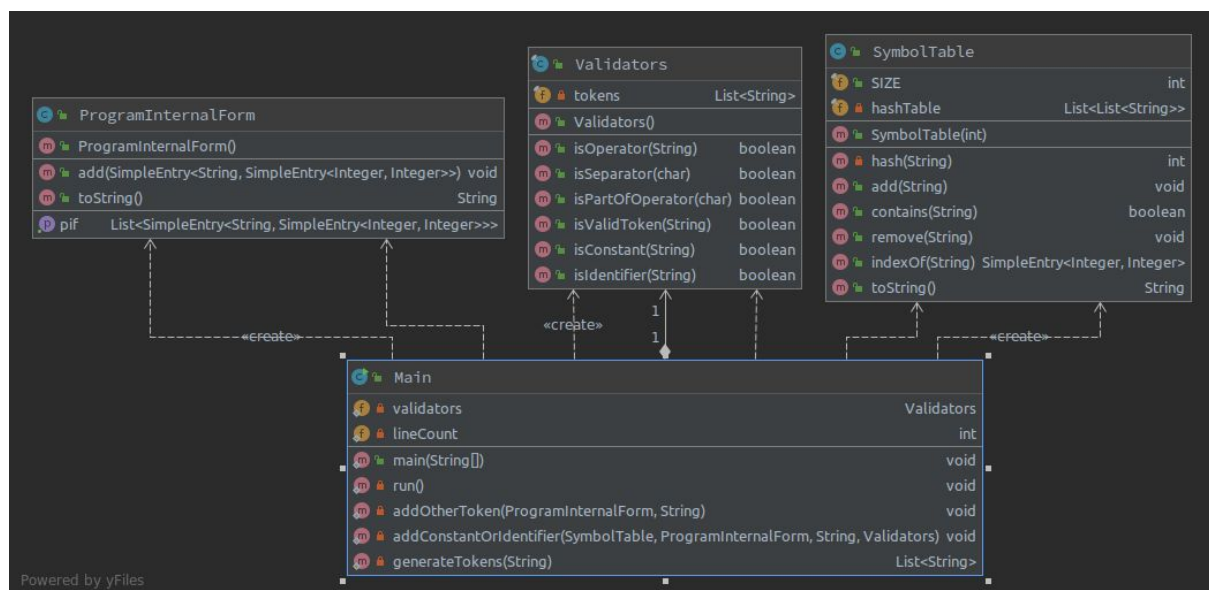 ProgramInternalForm
ProgramInternalForm()
add(SimpleEntry<String, SimpleEntry<Integer, Integer>>) void
toString() String
pif List<SimpleEntry<String, SimpleEntry<Integer, Integer>>>
Validators
tokens List<String>
Validators()
isOperator(String) boolean
isSeparator(char) boolean
isPartOfOperator(char) boolean
isValidToken(String) boolean
isConstant(String) boolean
isIdentifier(String) boolean
SymbolTable
SIZE int
hashTable List<List<String>>
SymbolTable(int)
hash(String) int
add(String) void
contains(String) boolean
remove(String) void
indexOf(String) SimpleEntry<Integer, Integer>
toString() String
«create»
«create»
1
1
«create»
Main
validators Validators
lineCount int
main(String[]) void
run() void
addOtherToken(ProgramInternalForm, String) void
addConstantOrIdentifier(SymbolTable, ProgramInternalForm, String, Validators) void
generateTokens(String) List<String>
Powered by yFiles